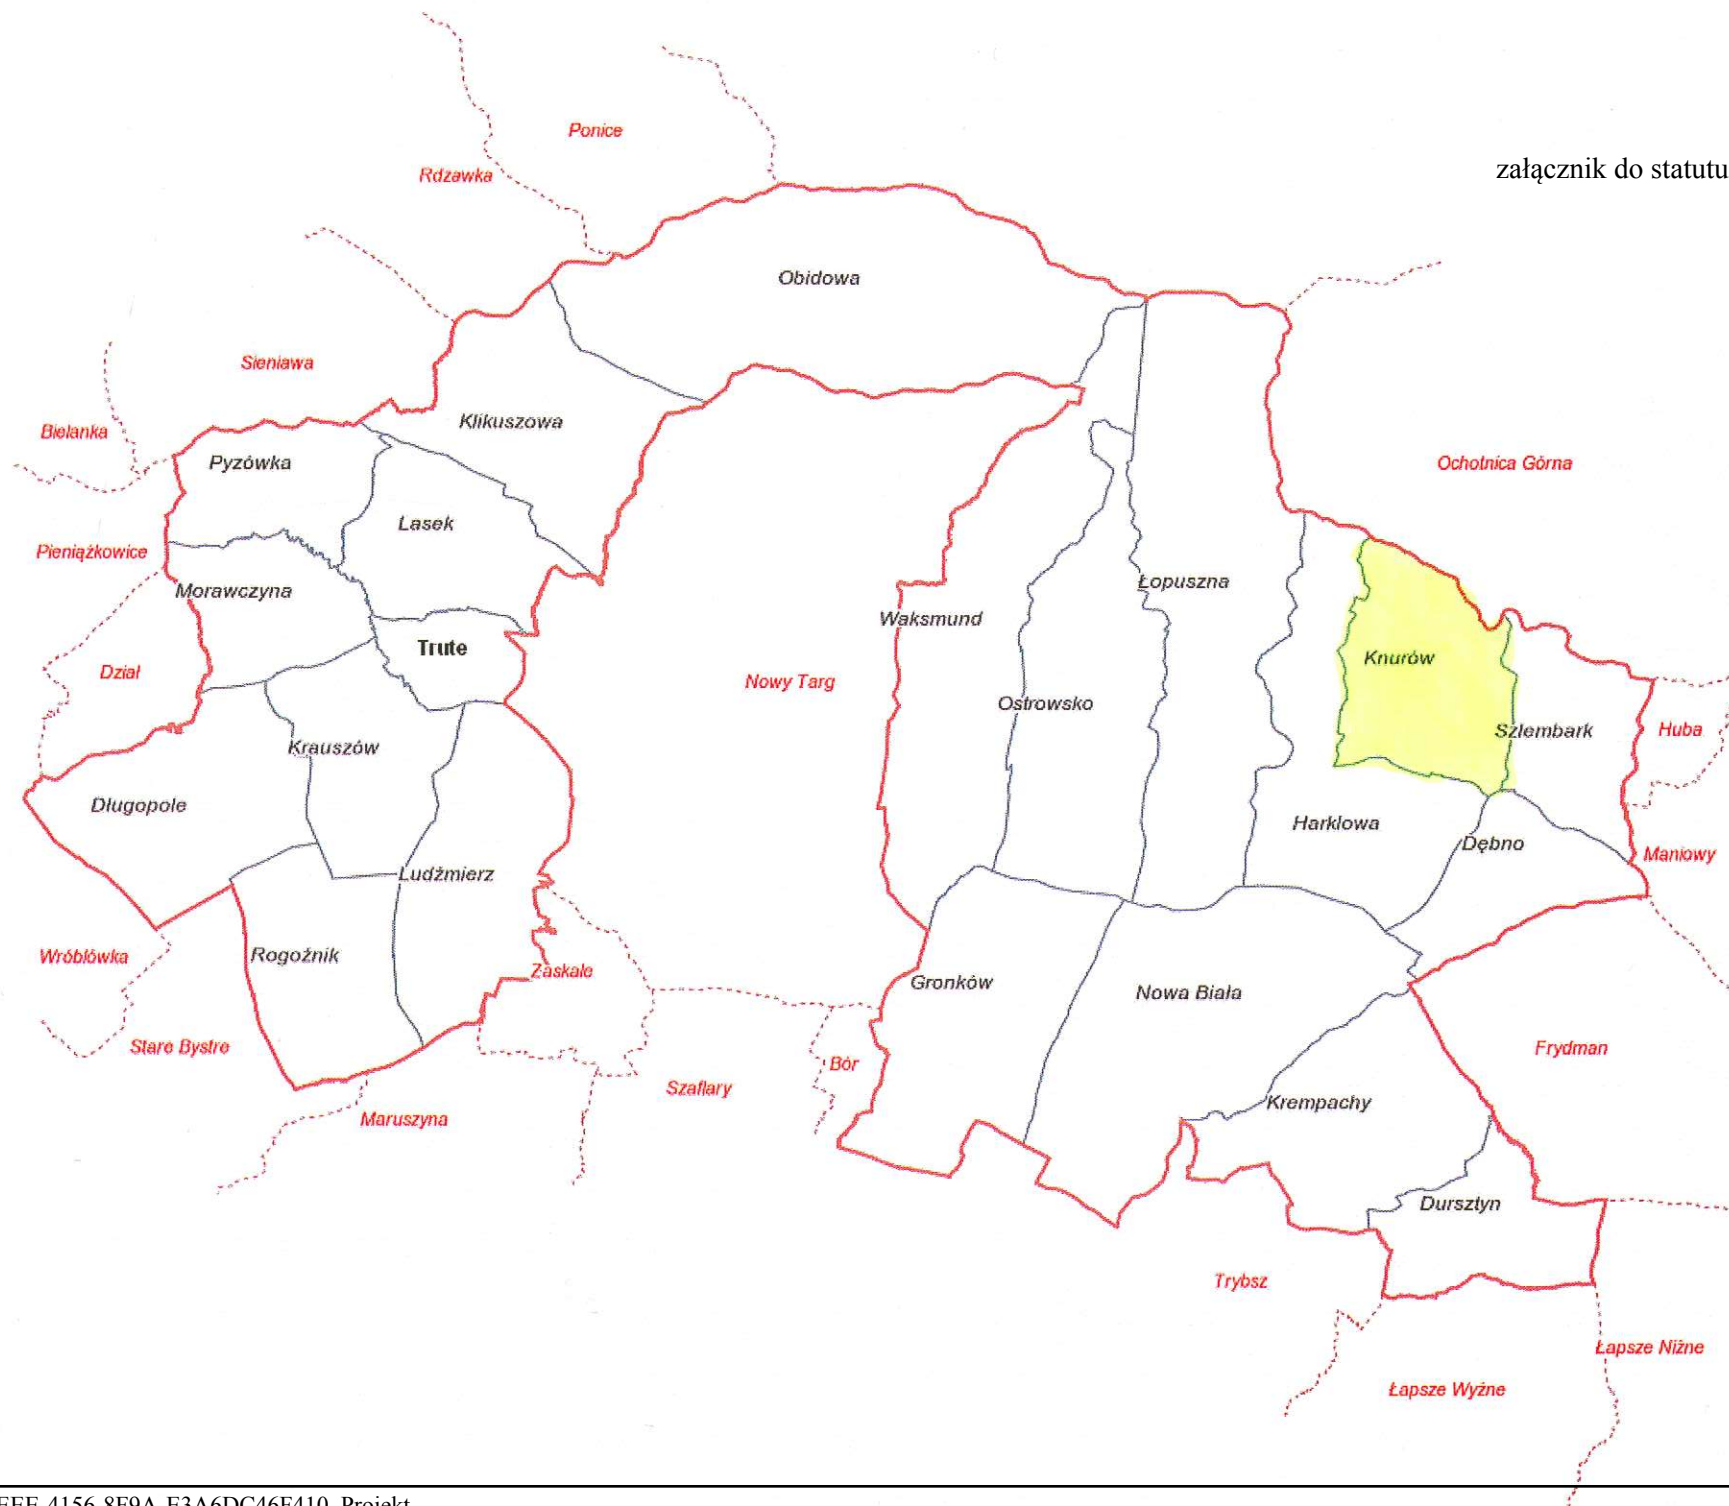 Ponice
załącznik do statutu
Rdzawka
Obidowa
Sieniawa
Klikuszowa
Bielanka
Pyzówka
Ochotnica Górna
Lasek
Pieniążkowice
Morawczyna
Łopuszna
Waksmund
Trute
Knurów
Dział
Nowy Targ
Ostrowsko
Szlembark
Huba
Krauszów
Długopole
Harklowa
Dębno
Maniowy
Ludźmierz
Wróblówka
Rogoźnik
Zaskale
Gronków
Nowa Biała
Stare Bystre
Frydman
Bór
Szaflary
Krempachy
Maruszyna
Dursztyn
Trybsz
Łapsze Niżne
Łapsze Wyżne